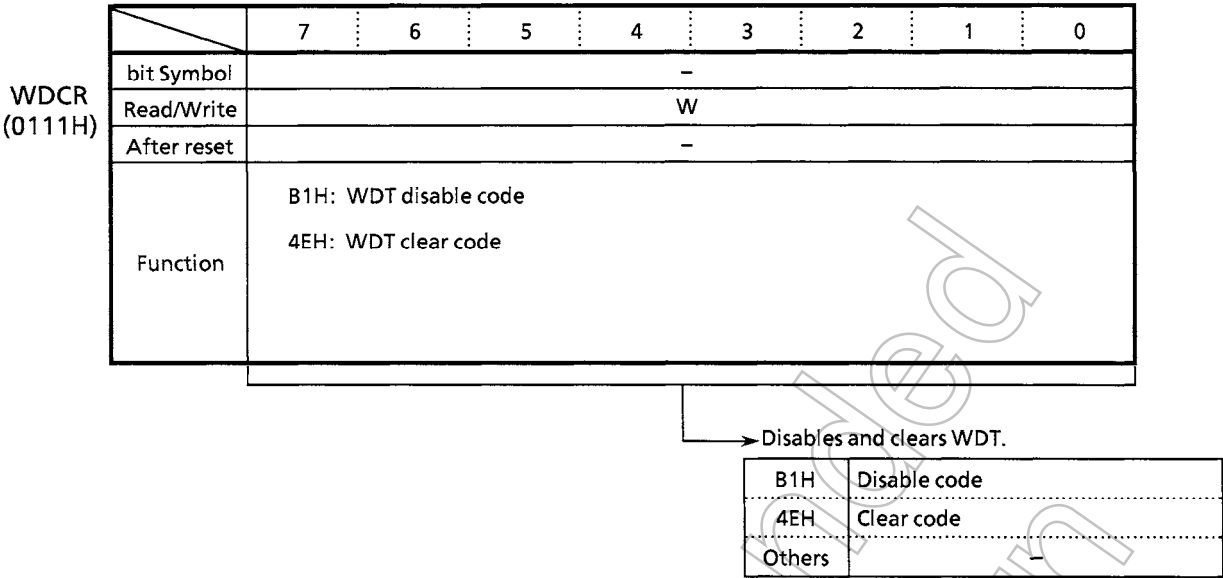 7 6 5 4 3 2 1 0
WDCR
(0111H)
bit Symbol –
Read/Write W
After reset –
Function
B1H: WDT disable code
4EH: WDT clear code
Disables and clears WDT.
B1H Disable code
4EH Clear code
Others –